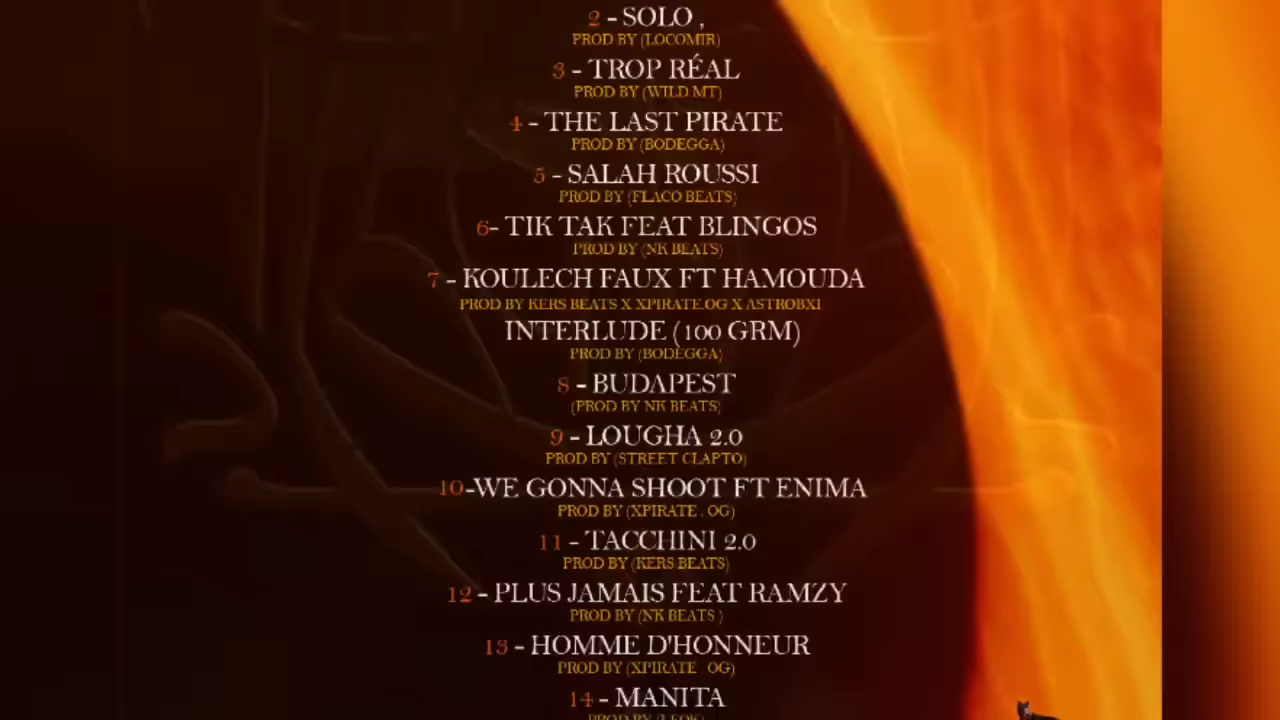 2 - SOLO ,
PROD BY (LOCOMIR)
3 - TROP RÉAL
PROD BY (WILD MT)
4 - THE LAST PIRATE
PROD BY (BODEGGA)
5 - SALAH ROUSSI
PROD BY (FLACO BEATS)
6- TIK TAK FEAT BLINGOS
PROD BY (NK BEATS)
7 - KOULECH FAUX FT HAMOUDA
PROD BY KERS BEATS X XPIRATE.OG X ASTROBXI
INTERLUDE (100 GRM)
PROD BY (BODEGGA)
8 - BUDAPEST
(PROD BY NK BEATS)
9 - LOUGHA 2.0
PROD BY (STREET CLAPTO)
10-WE GONNA SHOOT FT ENIMA
PROD BY (XPIRATE . OG)
11 - TACCHINI 2.0
PROD BY (KERS BEATS)
12 - PLUS JAMAIS FEAT RAMZY
PROD BY (NK BEATS )
13 - HOMME D'HONNEUR
PROD BY (XPIRATE OG)
14 - MANITA
PROD BY